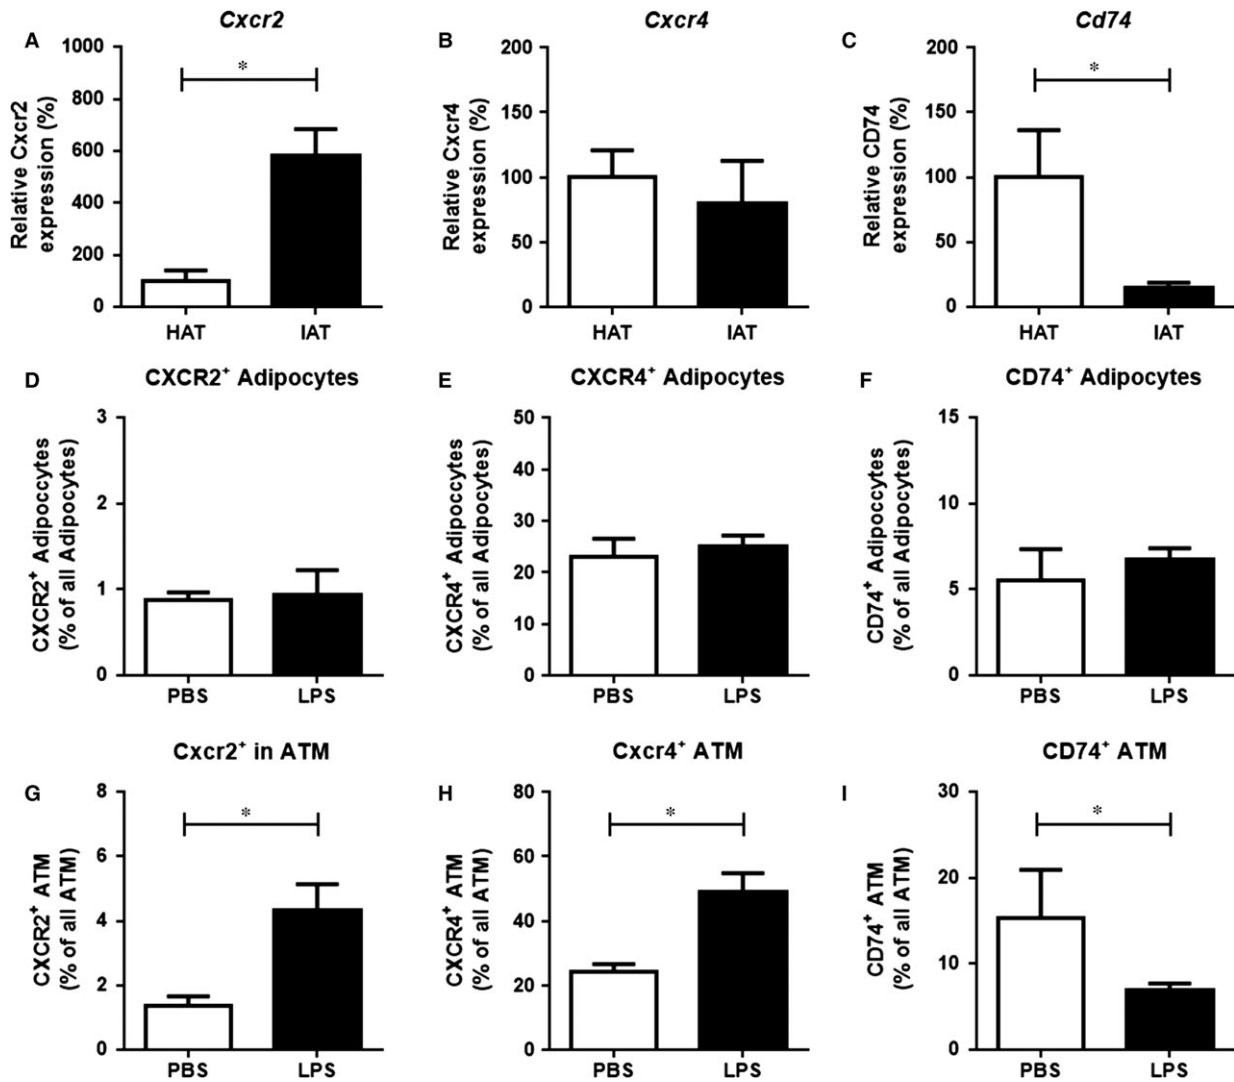 A
Cxcr2
Relative Cxcr2
expression (%)
1000
800
600
400
200
0
*
HAT
IAT
B
Cxcr4
Relative Cxcr4
expression (%)
200
150
100
50
0
HAT
IAT
C
Cd74
Relative CD74
expression (%)
200
150
100
50
0
*
HAT
IAT
D
CXCR2⁺ Adipocytes
CXCR2⁺ Adipoccytes
(% of all Adipocytes)
3
2
1
0
PBS
LPS
E
CXCR4⁺ Adipocytes
CXCR4⁺ Adipoccytes
(% of all Adipocytes)
50
40
30
20
10
0
PBS
LPS
F
CD74⁺ Adipocytes
CD74⁺ Adipoccytes
(% of all Adipocytes)
15
10
5
0
PBS
LPS
G
Cxcr2⁺ in ATM
CXCR2⁺ ATM
(% of all ATM)
8
6
4
2
0
*
PBS
LPS
H
Cxcr4⁺ ATM
CXCR4⁺ ATM
(% of all ATM)
80
60
40
20
0
*
PBS
LPS
I
CD74⁺ ATM
CD74⁺ ATM
(% of all ATM)
30
20
10
0
*
PBS
LPS